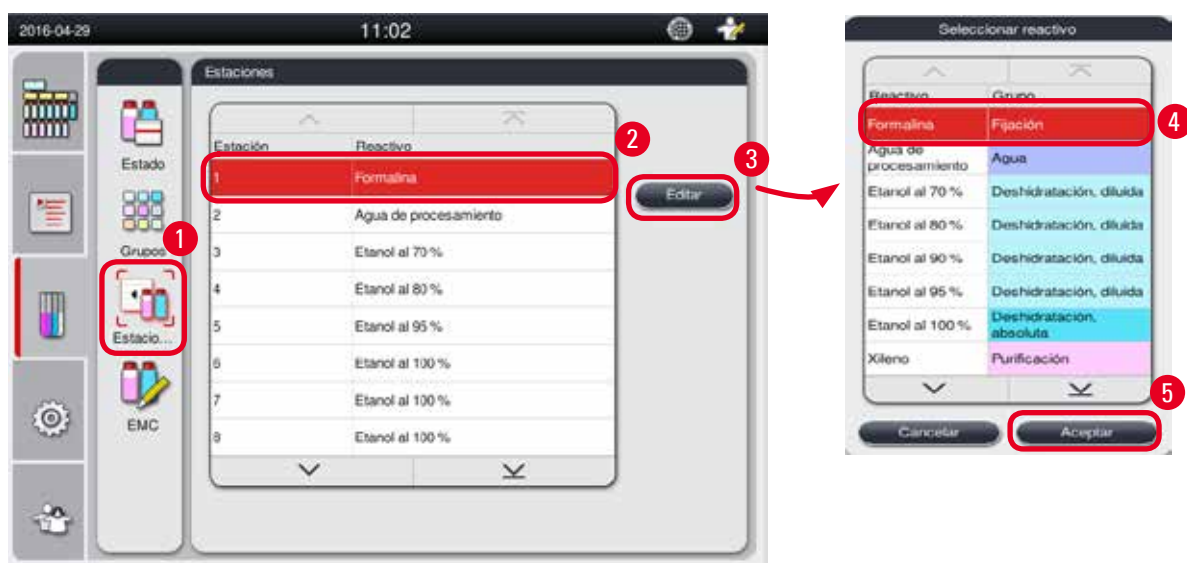 2016-04-29
11:02
Estado
Grupos
1
Estacio...
EMC
Estaciones
Estación Reactivo
1 Formalina
2 Agua de procesamiento
3 Etanol al 70 %
4 Etanol al 80 %
5 Etanol al 95 %
6 Etanol al 100 %
7 Etanol al 100 %
8 Etanol al 100 %
2
3
Editar
Seleccionar reactivo
Reactivo Grupo
Formalina Fijación
4
Agua de
procesamiento
Agua
Etanol al 70 % Deshidratación, diluida
Etanol al 80 % Deshidratación, diluida
Etanol al 90 % Deshidratación, diluida
Etanol al 95 % Deshidratación, diluida
Etanol al 100 %
Deshidratación,
absoluta
Xileno Purificación
5
Cancelar Aceptar